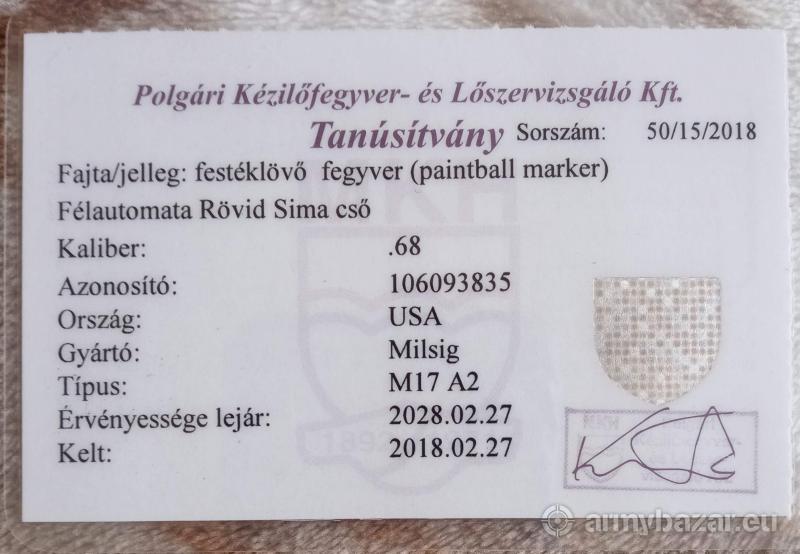 Polgári Kézilőfegyver- és Lőszervizsgáló Kft.
Tanúsítvány Sorszám: 50/15/2018
Fajta/jelleg: festéklövő fegyver (paintball marker)
Félautomata Rövid Sima cső
Kaliber: .68
Azonosító: 106093835
Ország: USA
Gyártó: Milsig
Típus: M17 A2
Érvényessége lejár: 2028.02.27
Kelt: 2018.02.27
MKH
armybazar.eu